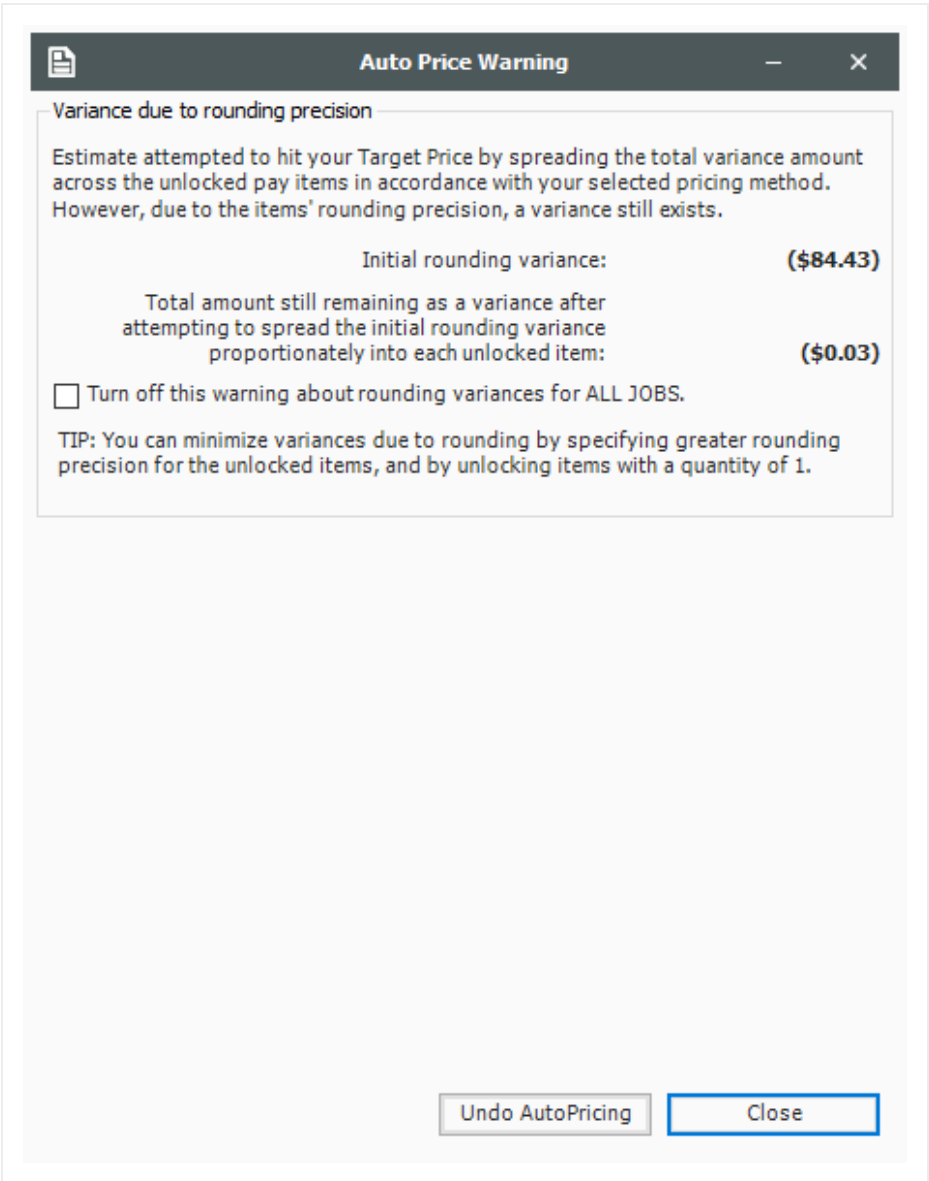 Auto Price Warning
Variance due to rounding precision
Estimate attempted to hit your Target Price by spreading the total variance amount
across the unlocked pay items in accordance with your selected pricing method.
However, due to the items' rounding precision, a variance still exists.
Initial rounding variance: ($84.43)
Total amount still remaining as a variance after
attempting to spread the initial rounding variance
proportionately into each unlocked item: ($0.03)
Turn off this warning about rounding variances for ALL JOBS.
TIP: You can minimize variances due to rounding by specifying greater rounding
precision for the unlocked items, and by unlocking items with a quantity of 1.
Undo AutoPricing Close